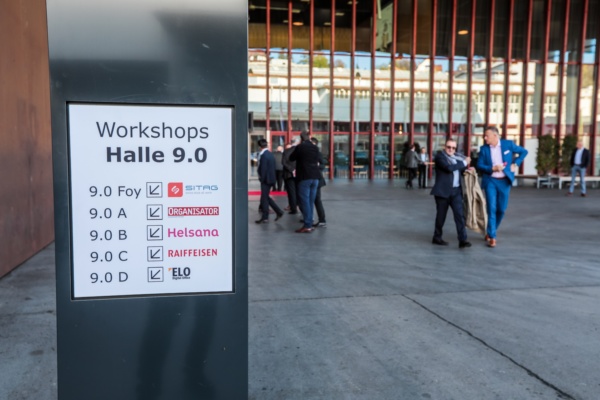 Workshops
Halle 9.0
9.0 Foy SITAG
9.0 A ORGANISATOR
9.0 B Helsana
9.0 C RAIFFEISEN
9.0 D ELO